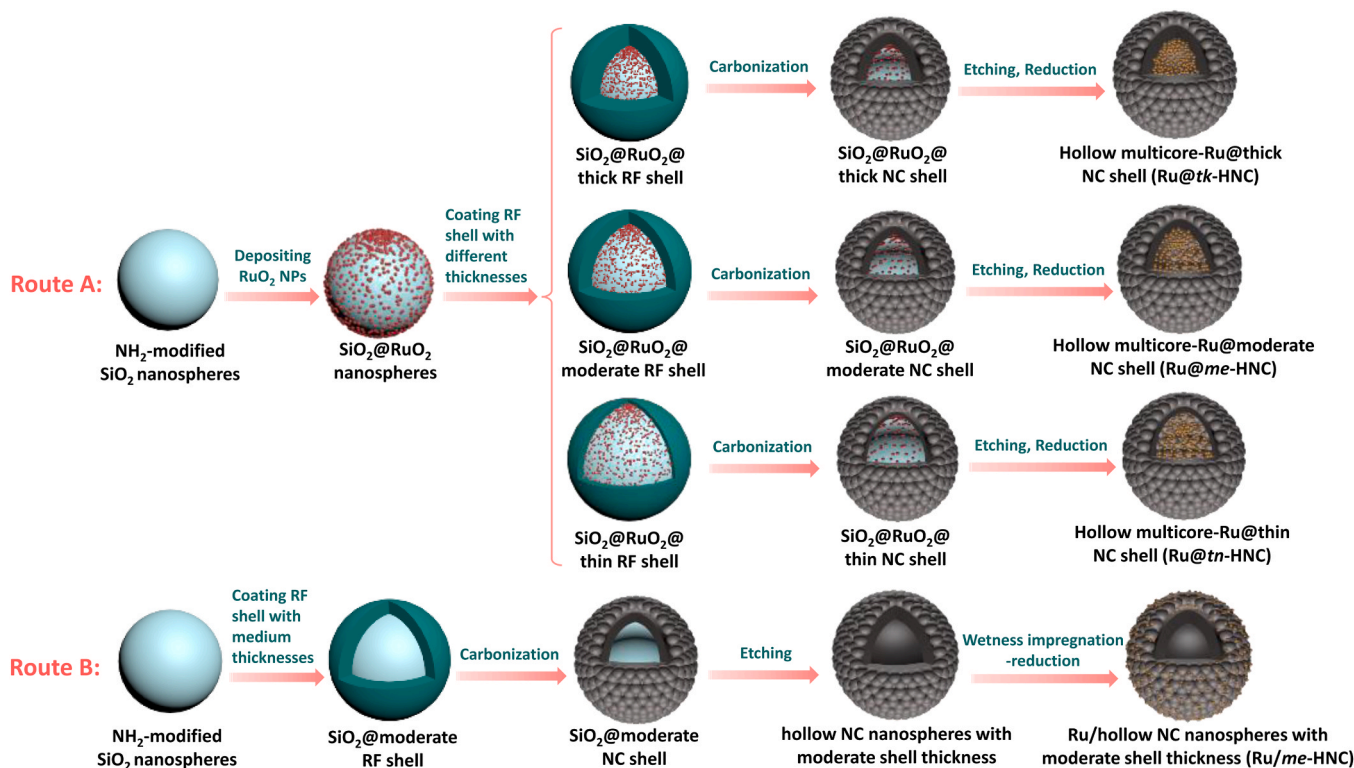 Route A:
NH₂-modified
SiO₂ nanospheres
Depositing
RuO₂ NPs
SiO₂@RuO₂
nanospheres
Coating RF
shell with
different
thicknesses
SiO₂@RuO₂@
thick RF shell
Carbonization
SiO₂@RuO₂@
thick NC shell
Etching, Reduction
Hollow multicore-Ru@thick
NC shell (Ru@tk-HNC)
SiO₂@RuO₂@
moderate RF shell
Carbonization
SiO₂@RuO₂@
moderate NC shell
Etching, Reduction
Hollow multicore-Ru@moderate
NC shell (Ru@me-HNC)
SiO₂@RuO₂@
thin RF shell
Carbonization
SiO₂@RuO₂@
thin NC shell
Etching, Reduction
Hollow multicore-Ru@thin
NC shell (Ru@tn-HNC)
Route B:
NH₂-modified
SiO₂ nanospheres
Coating RF
shell with
medium
thicknesses
SiO₂@moderate
RF shell
Carbonization
SiO₂@moderate
NC shell
Etching
hollow NC nanospheres with
moderate shell thickness
Wetness impregnation
-reduction
Ru/hollow NC nanospheres with
moderate shell thickness (Ru/me-HNC)